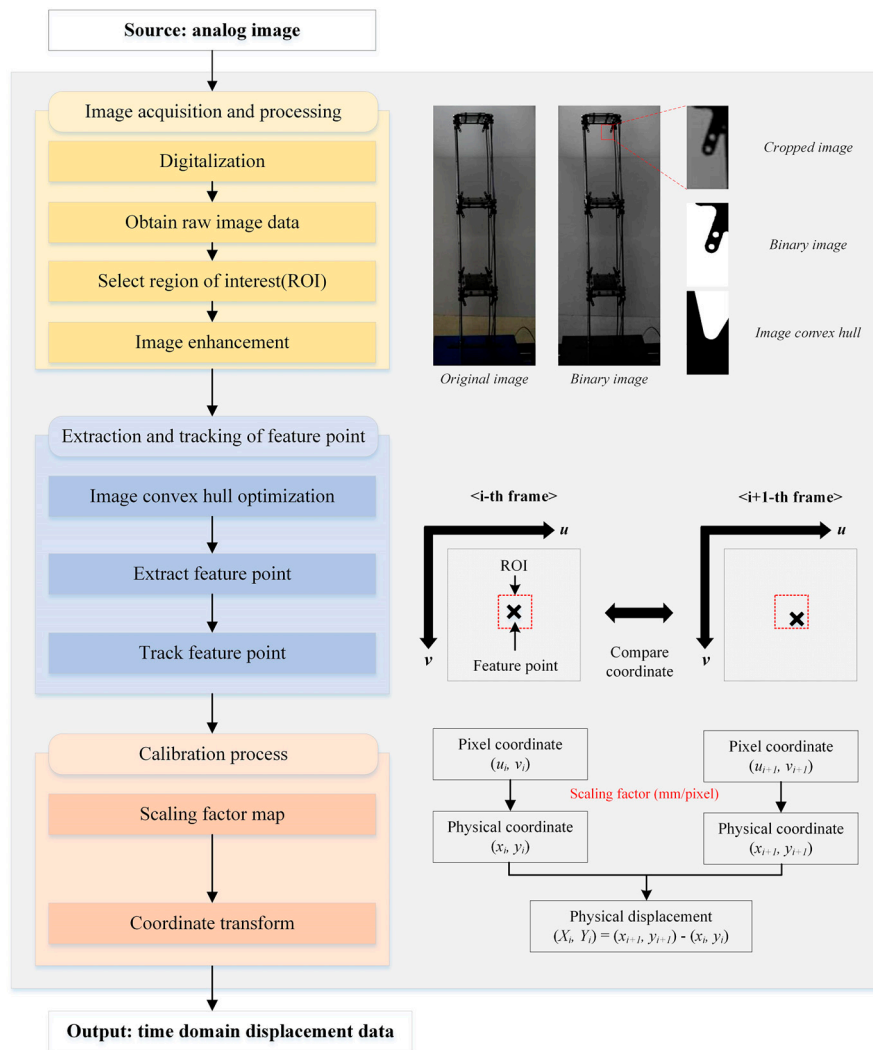 Source: analog image
Image acquisition and processing
Digitalization
Obtain raw image data
Select region of interest(ROI)
Image enhancement
Cropped image
Binary image
Image convex hull
Original image
Binary image
Extraction and tracking of feature point
Image convex hull optimization
Extract feature point
Track feature point
<i-th frame>
u
ROI
v
Feature point
Compare
coordinate
<i+1-th frame>
u
v
Calibration process
Scaling factor map
Coordinate transform
Pixel coordinate
(uᵢ, vᵢ)
Pixel coordinate
(uᵢ₊₁, vᵢ₊₁)
Scaling factor (mm/pixel)
Physical coordinate
(xᵢ, yᵢ)
Physical coordinate
(xᵢ₊₁, yᵢ₊₁)
Physical displacement
(Xᵢ, Yᵢ) = (xᵢ₊₁, yᵢ₊₁) - (xᵢ, yᵢ)
Output: time domain displacement data